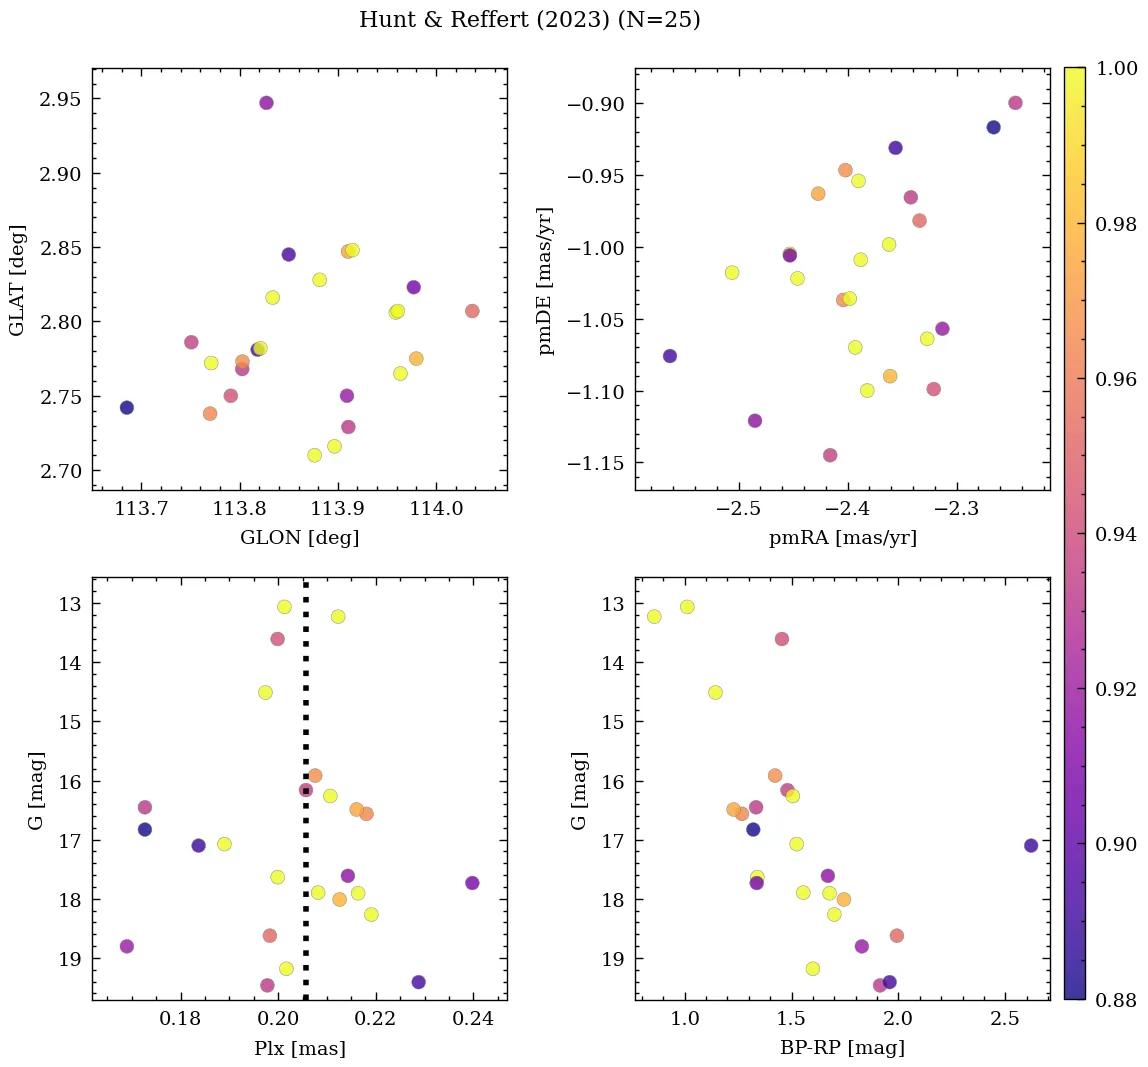 Hunt & Reffert (2023) (N=25)
2.95
2.90
2.85
2.80
2.75
2.70
GLAT [deg]
113.7 113.8 113.9 114.0
GLON [deg]
−0.90
−0.95
−1.00
−1.05
−1.10
−1.15
pmDE [mas/yr]
−2.5 −2.4 −2.3
pmRA [mas/yr]
13
14
15
16
17
18
19
G [mag]
0.18 0.20 0.22 0.24
Plx [mas]
13
14
15
16
17
18
19
G [mag]
1.0 1.5 2.0 2.5
BP-RP [mag]
1.00
0.98
0.96
0.94
0.92
0.90
0.88